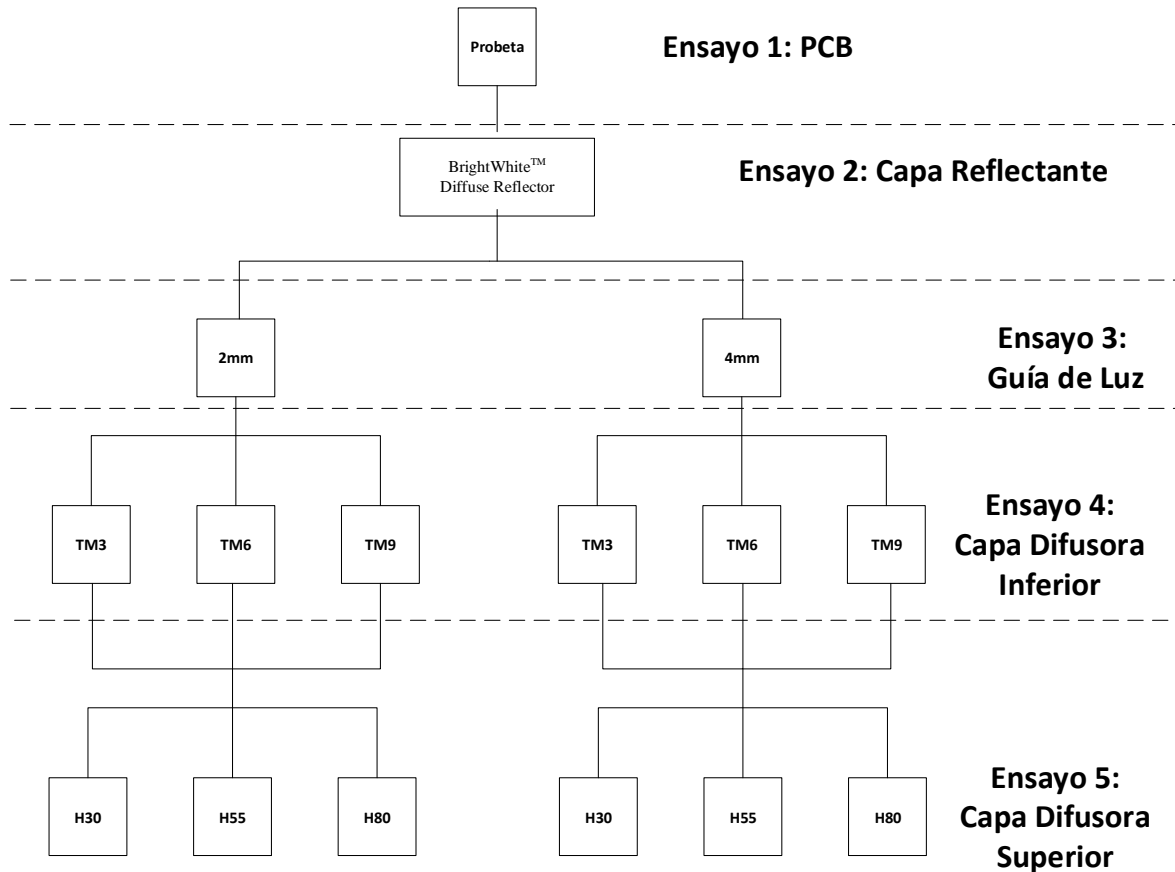 Probeta
Ensayo 1: PCB
BrightWhite™
Diffuse Reflector
Ensayo 2: Capa Reflectante
2mm
4mm
Ensayo 3:
Guía de Luz
TM3
TM6
TM9
TM3
TM6
TM9
Ensayo 4:
Capa Difusora
Inferior
H30
H55
H80
H30
H55
H80
Ensayo 5:
Capa Difusora
Superior